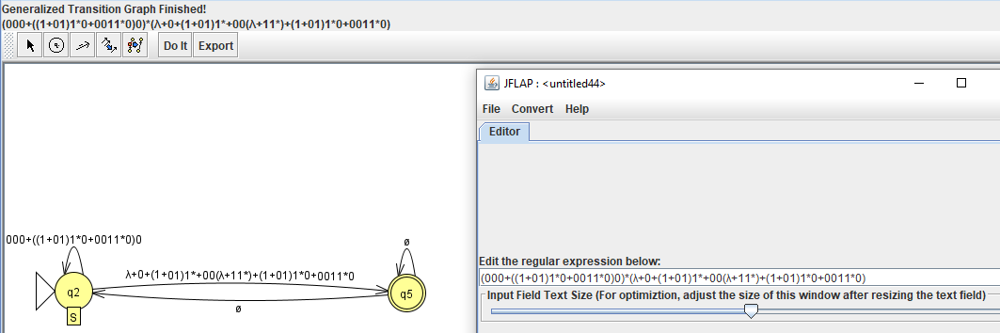 Generalized Transition Graph Finished!
(000+((1+01)1*0+0011*0)0)*(λ+0+(1+01)1*+00(λ+11*)+(1+01)1*0+0011*0)
Do It Export
JFLAP : <untitled44>
File Convert Help
Editor
000+((1+01)1*0+0011*0)0
ø
λ+0+(1+01)1*+00(λ+11*)+(1+01)1*0+0011*0
q2
q5
ø
S
Edit the regular expression below:
(000+((1+01)1*0+0011*0)0)*(λ+0+(1+01)1*+00(λ+11*)+(1+01)1*0+0011*0)
Input Field Text Size (For optimiztion, adjust the size of this window after resizing the text field)